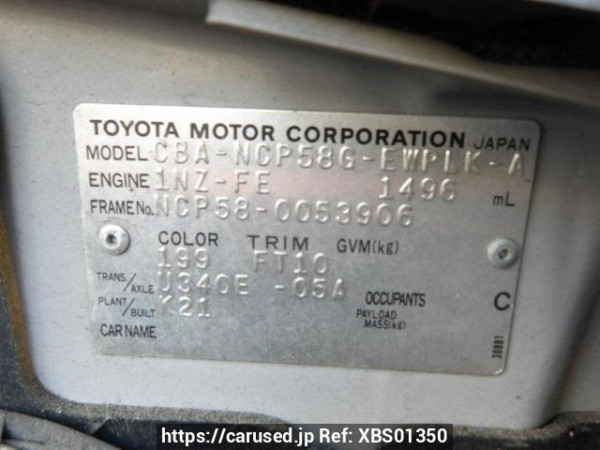 TOYOTA MOTOR CORPORATION JAPAN
MODEL CBA-NCP58G-EWPLK-A
ENGINE 1NZ-FE 1496 mL
FRAME No. NCP58-0053906
COLOR TRIM GVM(kg)
199 FT10
TRANS/AXLE U340E -05A OCCUPANTS C
PLANT/BUILT K21 PAYLOAD MASS(kg)
CAR NAME
https://carused.jp Ref: XBS01350